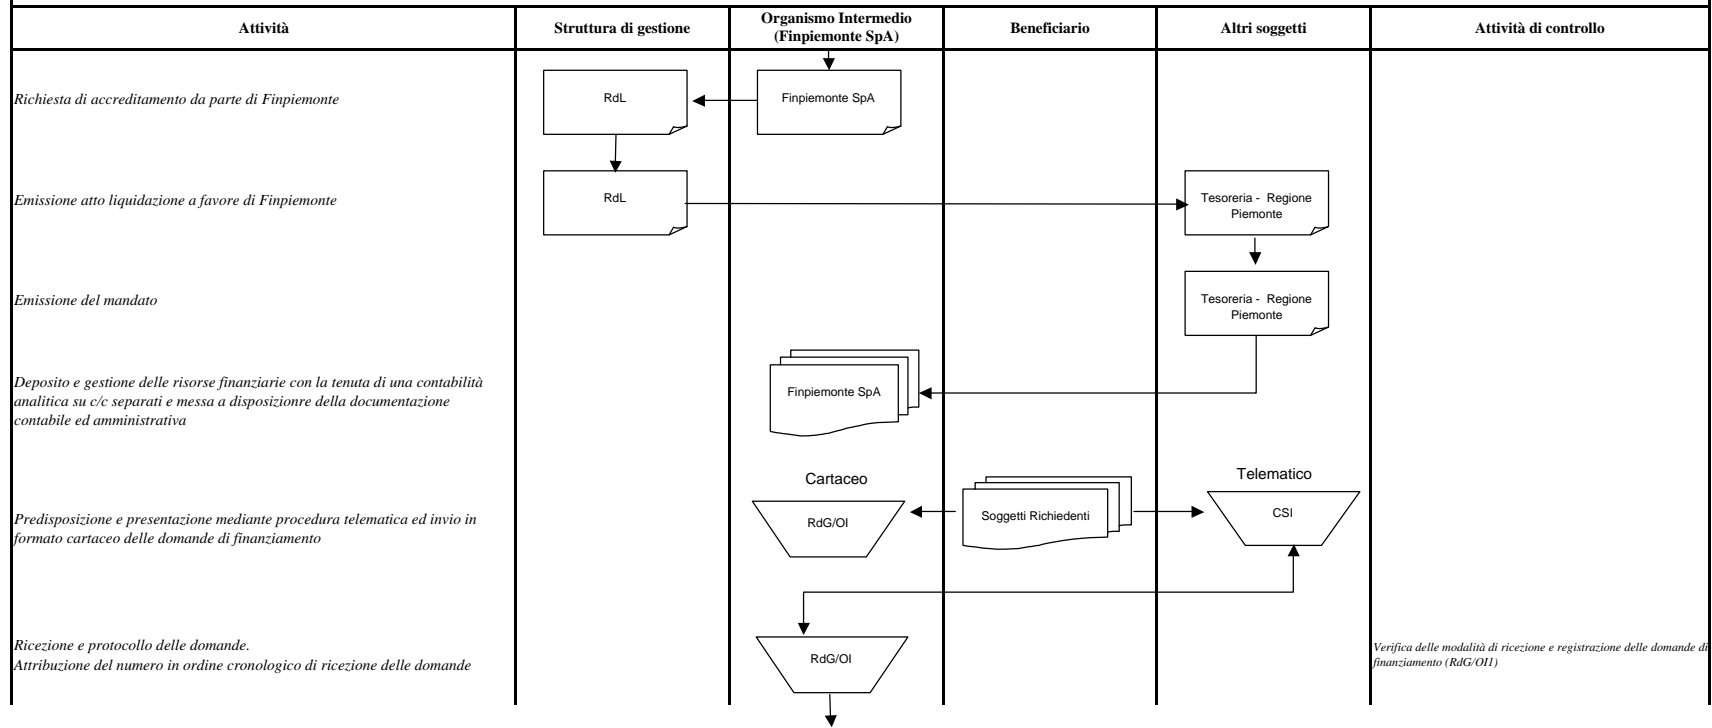 Attività
Struttura di gestione
Organismo Intermedio
(Finpiemonte SpA)
Beneficiario
Altri soggetti
Attività di controllo
Richiesta di accreditamento da parte di Finpiemonte
RdL
Finpiemonte SpA
Emissione atto liquidazione a favore di Finpiemonte
RdL
Tesoreria - Regione
Piemonte
Emissione del mandato
Tesoreria - Regione
Piemonte
Deposito e gestione delle risorse finanziarie con la tenuta di una contabilità
analitica su c/c separati e messa a disposizionre della documentazione
contabile ed amministrativa
Finpiemonte SpA
Cartaceo
Telematico
Predisposizione e presentazione mediante procedura telematica ed invio in
formato cartaceo delle domande di finanziamento
RdG/OI
Soggetti Richiedenti
CSI
Ricezione e protocollo delle domande.
Attribuzione del numero in ordine cronologico di ricezione delle domande
RdG/OI
Verifica delle modalità di ricezione e registrazione delle domande di
finanziamento (RdG/OI1)